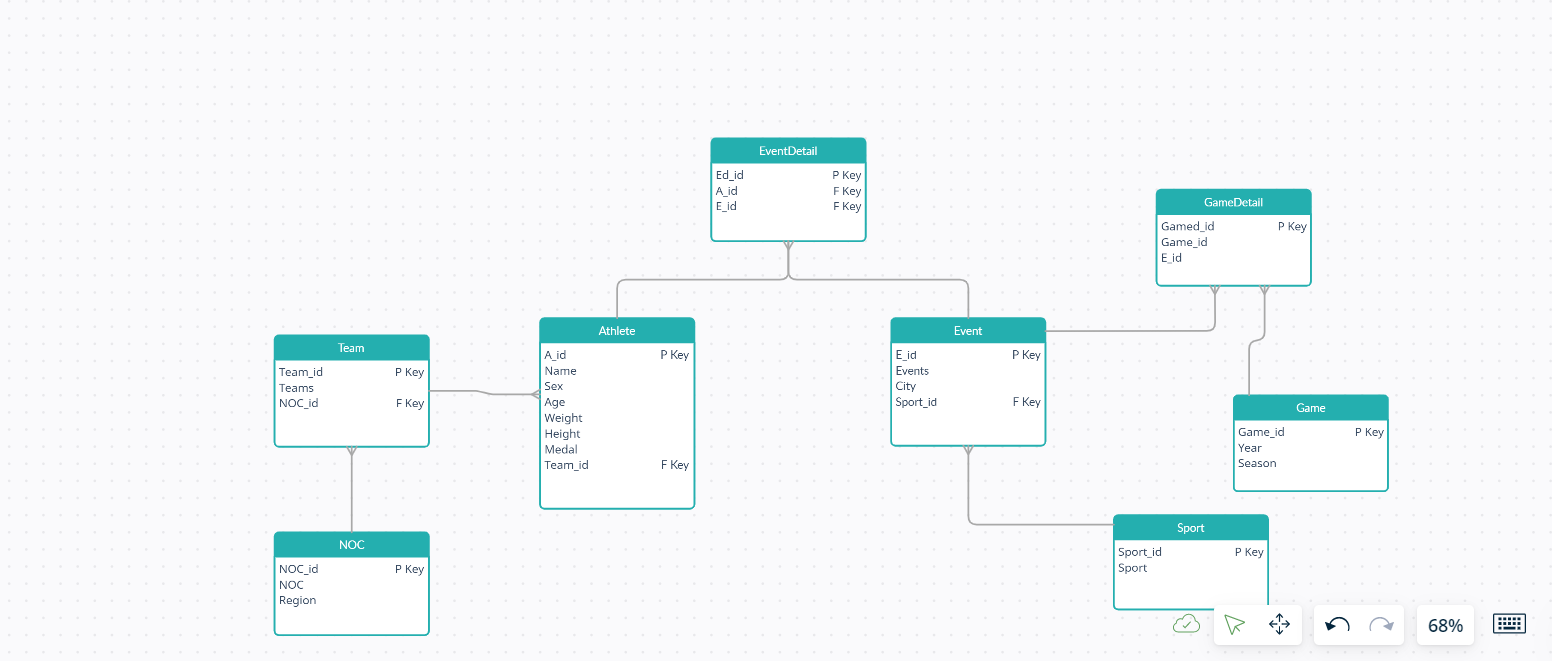 EventDetail
Ed_id P Key
A_id F Key
E_id F Key
GameDetail
Gamed_id P Key
Game_id
E_id
Team
Team_id P Key
Teams
NOC_id F Key
Athlete
A_id P Key
Name
Sex
Age
Weight
Height
Medal
Team_id F Key
Event
E_id P Key
Events
City
Sport_id F Key
Game
Game_id P Key
Year
Season
NOC
NOC_id P Key
NOC
Region
Sport
Sport_id P Key
Sport
68%